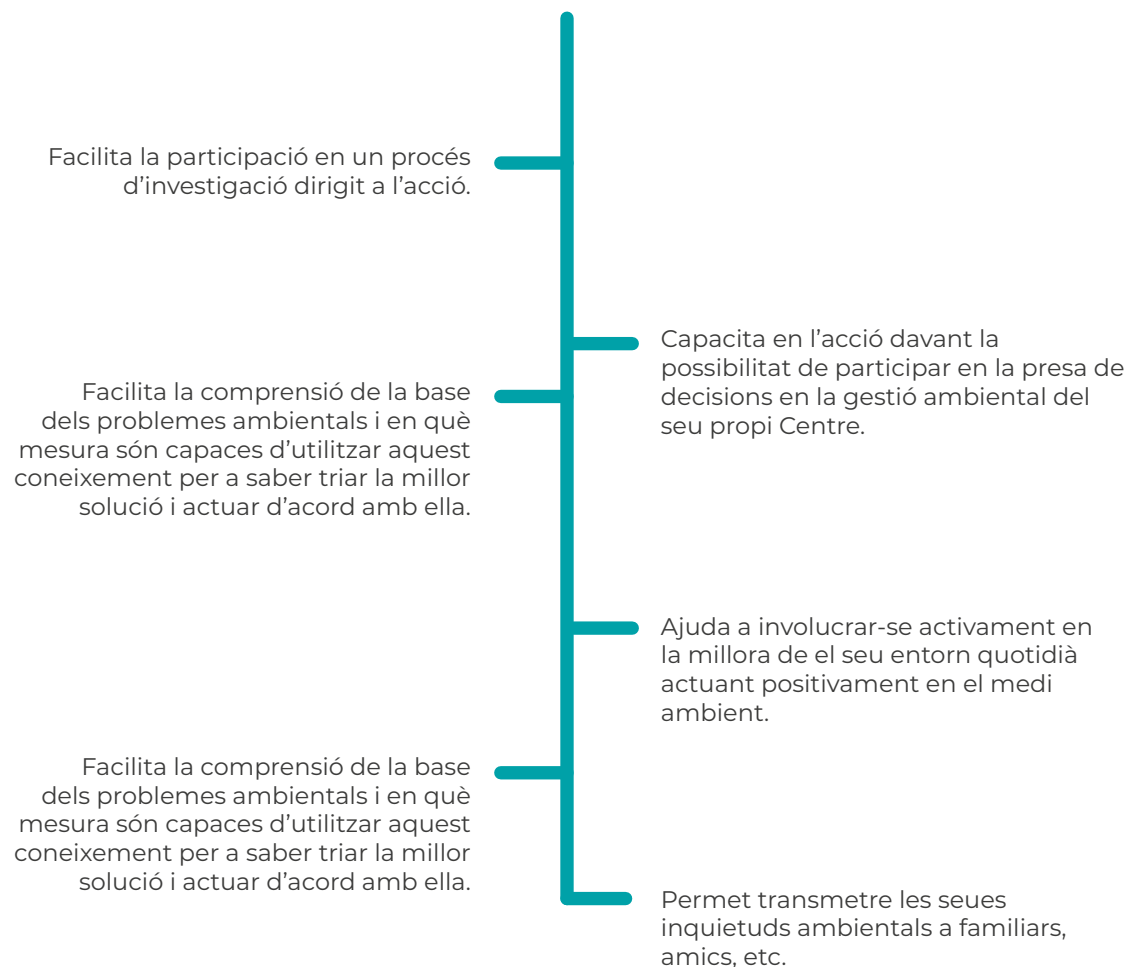 Facilita la participació en un procés
d’investigació dirigit a l’acció.
Capacita en l’acció davant la
possibilitat de participar en la presa de
decisions en la gestió ambiental del
seu propi Centre.
Facilita la comprensió de la base
dels problemes ambientals i en què
mesura són capaces d’utilitzar aquest
coneixement per a saber triar la millor
solució i actuar d’acord amb ella.
Ajuda a involucrar-se activament en
la millora de el seu entorn quotidià
actuant positivament en el medi
ambient.
Facilita la comprensió de la base
dels problemes ambientals i en què
mesura són capaces d’utilitzar aquest
coneixement per a saber triar la millor
solució i actuar d’acord amb ella.
Permet transmetre les seues
inquietuds ambientals a familiars,
amics, etc.